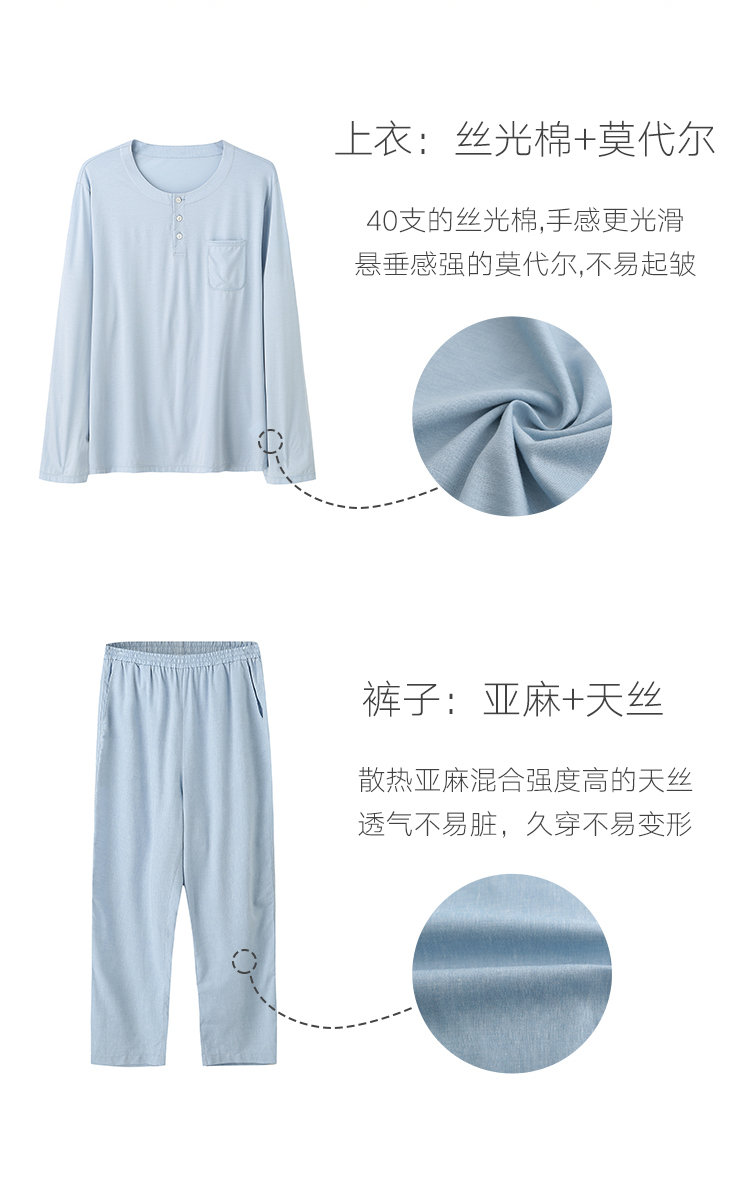 上衣：丝光棉+莫代尔
40支的丝光棉,手感更光滑
悬垂感强的莫代尔,不易起皱
裤子：亚麻+天丝
散热亚麻混合强度高的天丝
透气不易脏，久穿不易变形